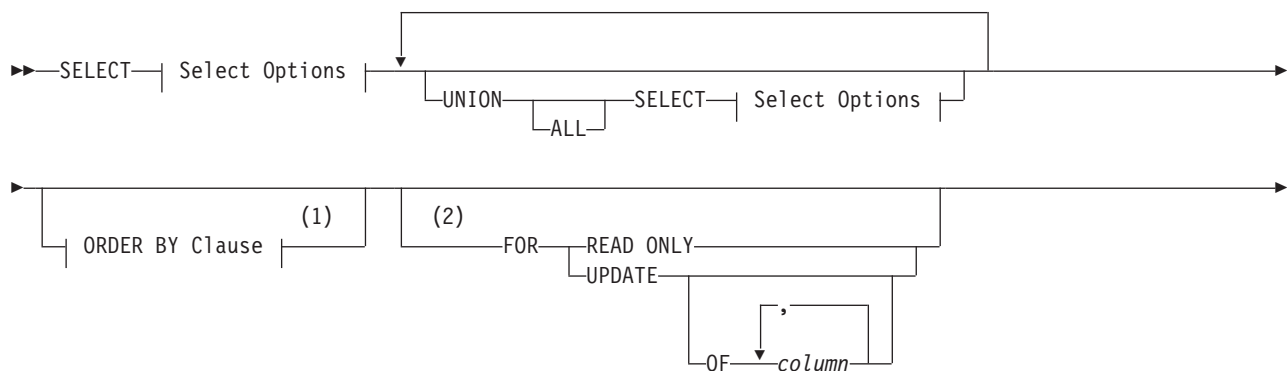 SELECT Select Options
UNION SELECT Select Options
ALL
(1) (2)
ORDER BY Clause FOR READ ONLY
UPDATE
,
OF column